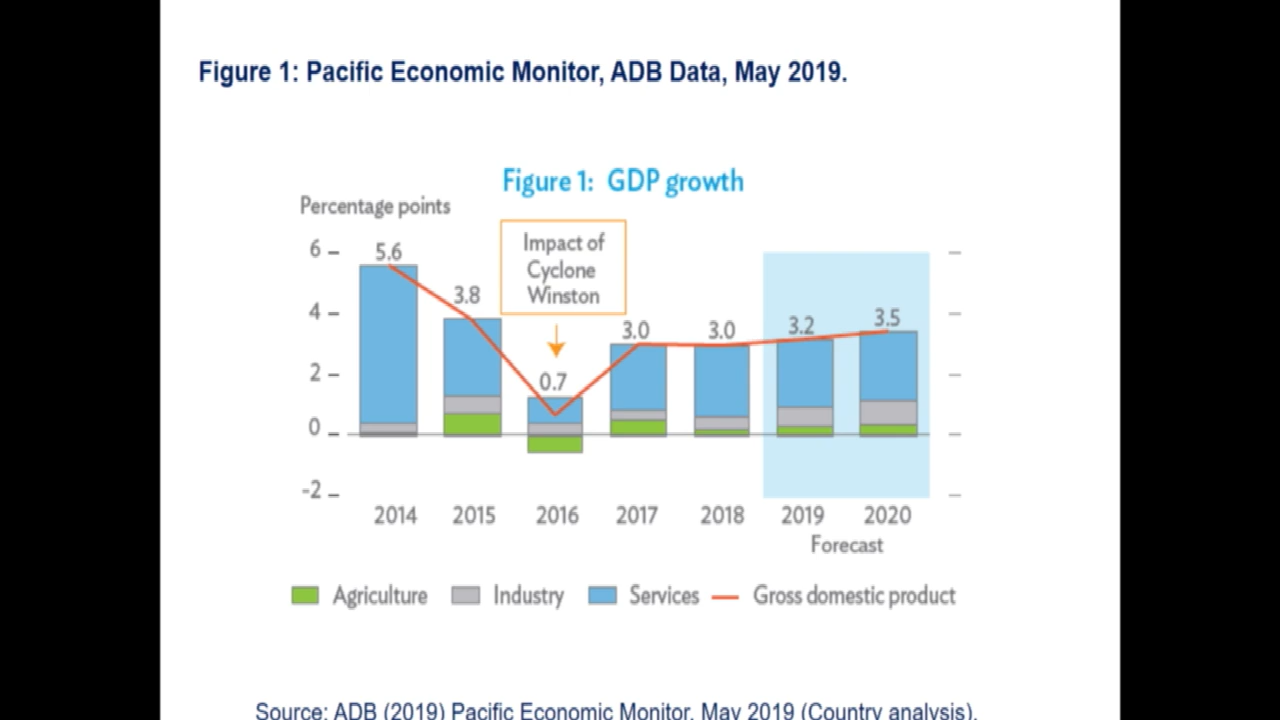 Figure 1: Pacific Economic Monitor, ADB Data, May 2019.
Figure 1: GDP growth
Percentage points
Impact of
Cyclone
Winston
6
5.6
3.8
4
3.0
3.0
3.2
3.5
2
0.7
0
-2
2014
2015
2016
2017
2018
2019
2020
Forecast
Agriculture
Industry
Services
Gross domestic product
Source: ADB (2019) Pacific Economic Monitor, May 2019 (Country analysis).